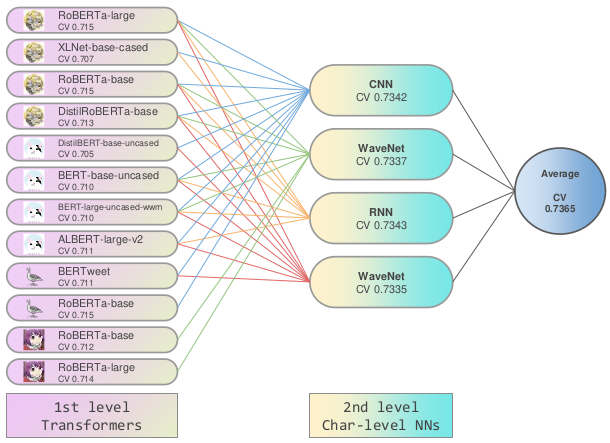 RoBERTa-large
CV 0.715
XLNet-base-cased
CV 0.707
RoBERTa-base
CV 0.715
DistilRoBERTa-base
CV 0.713
DistilBERT-base-uncased
CV 0.705
BERT-base-uncased
CV 0.710
BERT-large-uncased-wwm
CV 0.710
ALBERT-large-v2
CV 0.711
BERTweet
CV 0.711
RoBERTa-base
CV 0.715
RoBERTa-base
CV 0.712
RoBERTa-large
CV 0.714
1st level
Transformers
CNN
CV 0.7342
WaveNet
CV 0.7337
RNN
CV 0.7343
WaveNet
CV 0.7335
2nd level
Char-level NNs
Average
CV
0.7365